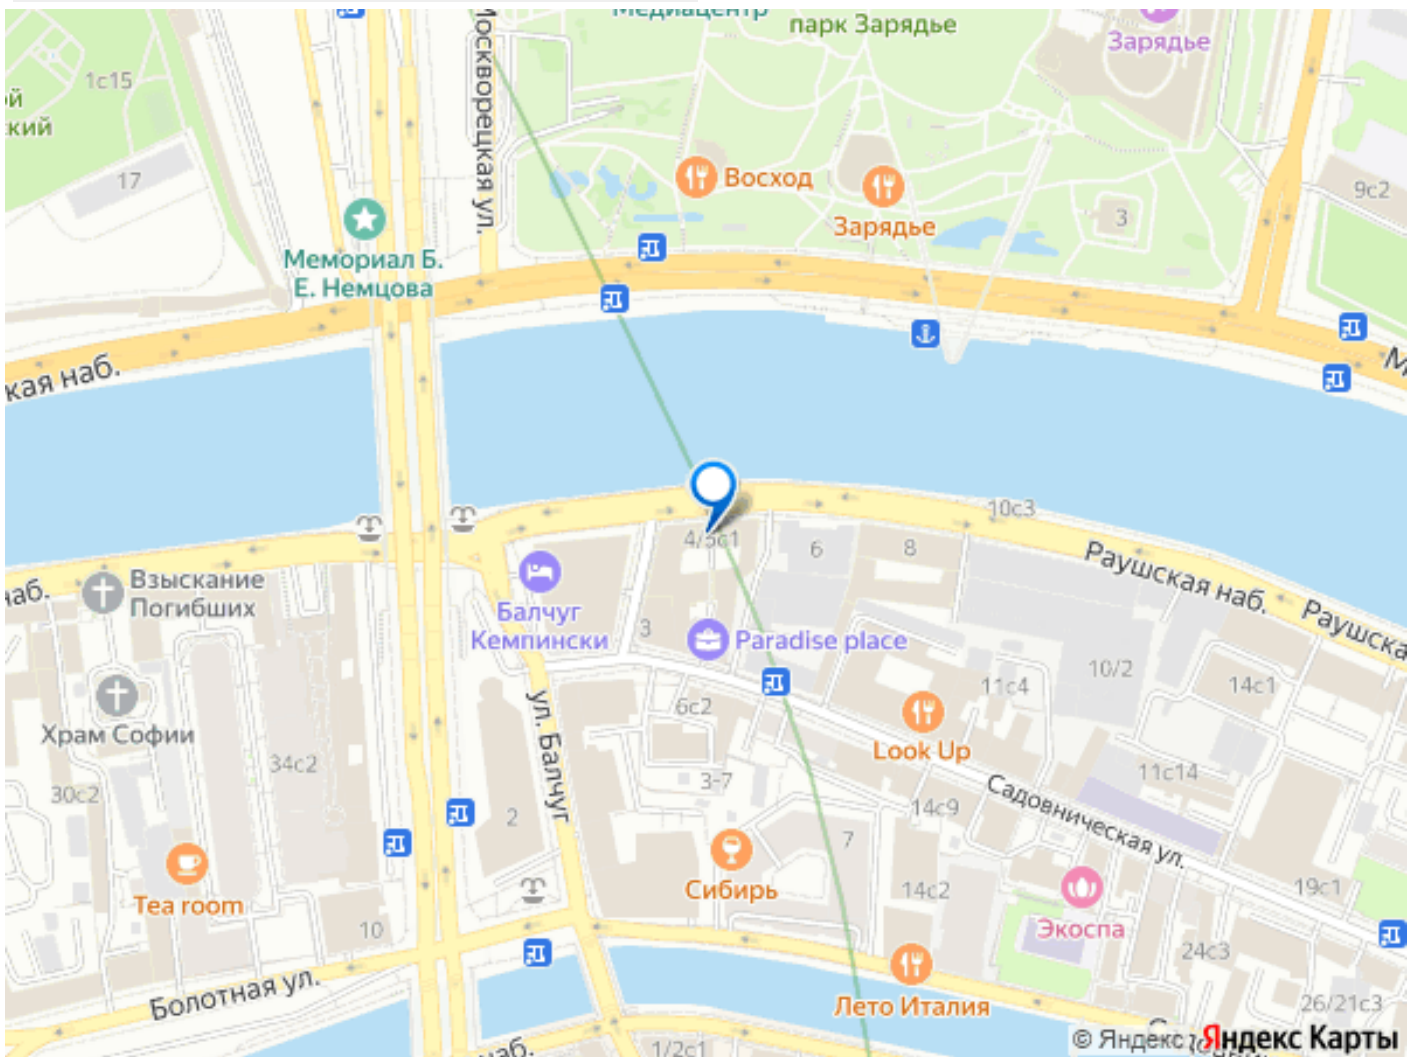 Медиацентр
парк Зарядье
Зарядье
Москворецкая ул.
1с15
ой
ский
17
Восход
9с2
3
Зарядье
Мемориал Б.
Е. Немцова
ская наб.
М
10с3
4/5с1
6
8
Раушская наб.
Раушская
наб.
Взыскание
Погибших
Балчуг
Кемпински
3
Paradise place
10/2
11с4
14с1
6с2
Храм Софии
ул. Балчуг
Look Up
34с2
3-7
11с14
30с2
2
14с9
Садовническая ул.
7
Сибирь
14с2
19с1
Tea room
10
Экоспа
24с3
Болотная ул.
Лето Италия
26/21с3
наб.
1/2с1
© Яндекс Яндекс Карты